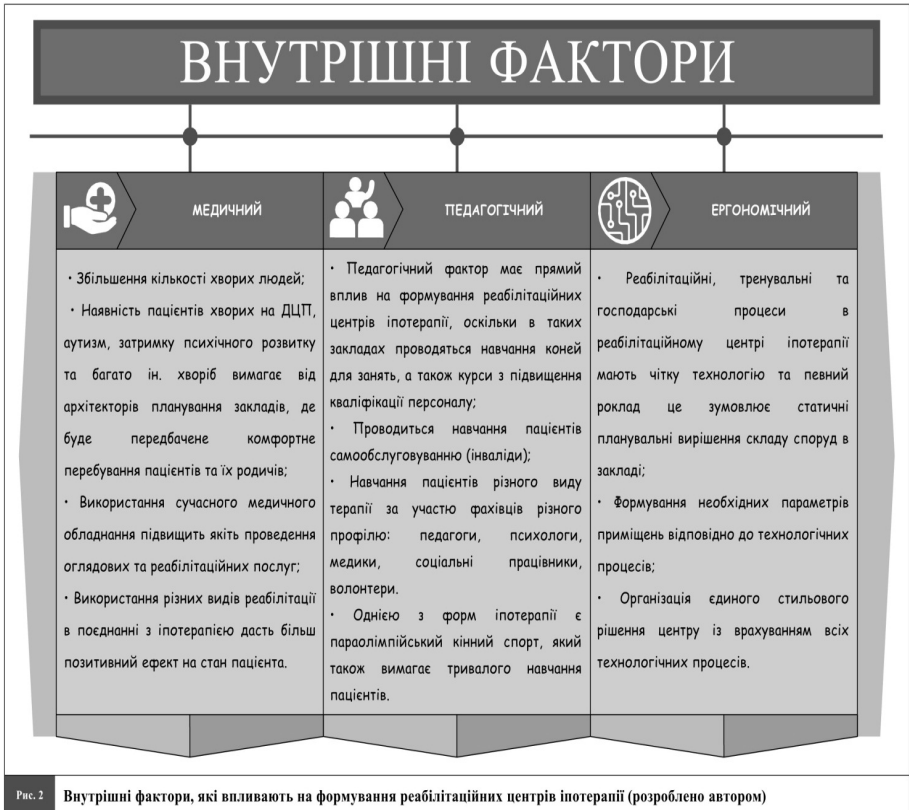 ВНУТРІШНІ ФАКТОРИ
МЕДИЧНИЙ
• Збільшення кількості хворих людей;
• Наявність пацієнтів хворих на ДЦП,
аутизм, затримку психічного розвитку
та багато ін. хвороб вимагає від
архітекторів планування закладів, де
буде передбачене комфортне
перебування пацієнтів та їх родичів;
• Використання сучасного медичного
обладнання підвищить якіть проведення
оглядових та реабілітаційних послуг;
• Використання різних видів реабілітації
в поєднанні з іпотерапією дасть більш
позитивний ефект на стан пацієнта.
ПЕДАГОГІЧНИЙ
• Педагогічний фактор має прямий
вплив на формування реабілітаційних
центрів іпотерапії, оскільки в таких
закладах проводяться навчання коней
для занять, а також курси з підвищення
кваліфікації персоналу;
• Проводиться навчання пацієнтів
самообслуговуванню (інваліди);
• Навчання пацієнтів різного виду
терапії за участю фахівців різного
профілю: педагоги, психологи,
медики, соціальні працівники,
волонтери.
• Однією з форм іпотерапії є
параолімпійський кінний спорт, який
також вимагає тривалого навчання
пацієнтів.
ЕРГОНОМІЧНИЙ
• Реабілітаційні, тренувальні та
господарські процеси в
реабілітаційному центрі іпотерапії
мають чітку технологію та певний
роклад це зумовлює статичні
планувальні вирішення складу споруд в
закладі;
• Формування необхідних параметрів
приміщень відповідно до технологічних
процесів;
• Організація єдиного стильового
рішення центру із врахуванням всіх
технологічних процесів.
Рис. 2 Внутрішні фактори, які впливають на формування реабілітаційних центрів іпотерапії (розроблено автором)